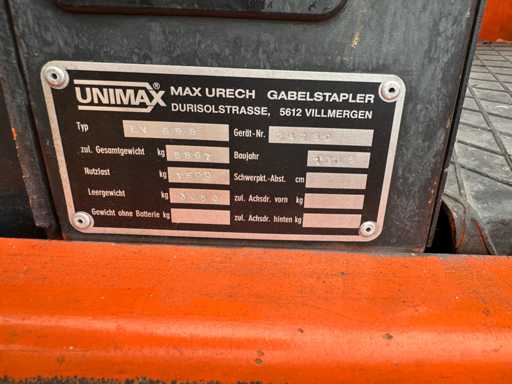 UNIMAX® MAX URECH GABELSTAPLER
DURISOLSTRASSE, 5612 VILLMERGEN
Typ Gerät-Nr.
zul. Gesamtgewicht kg Baujahr
Nutzlast kg 1500 Schwerpkt.-Abst. cm
Leergewicht kg zul. Achsdr. vorn kg
Gewicht ohne Batterie kg zul. Achsdr. hinten kg